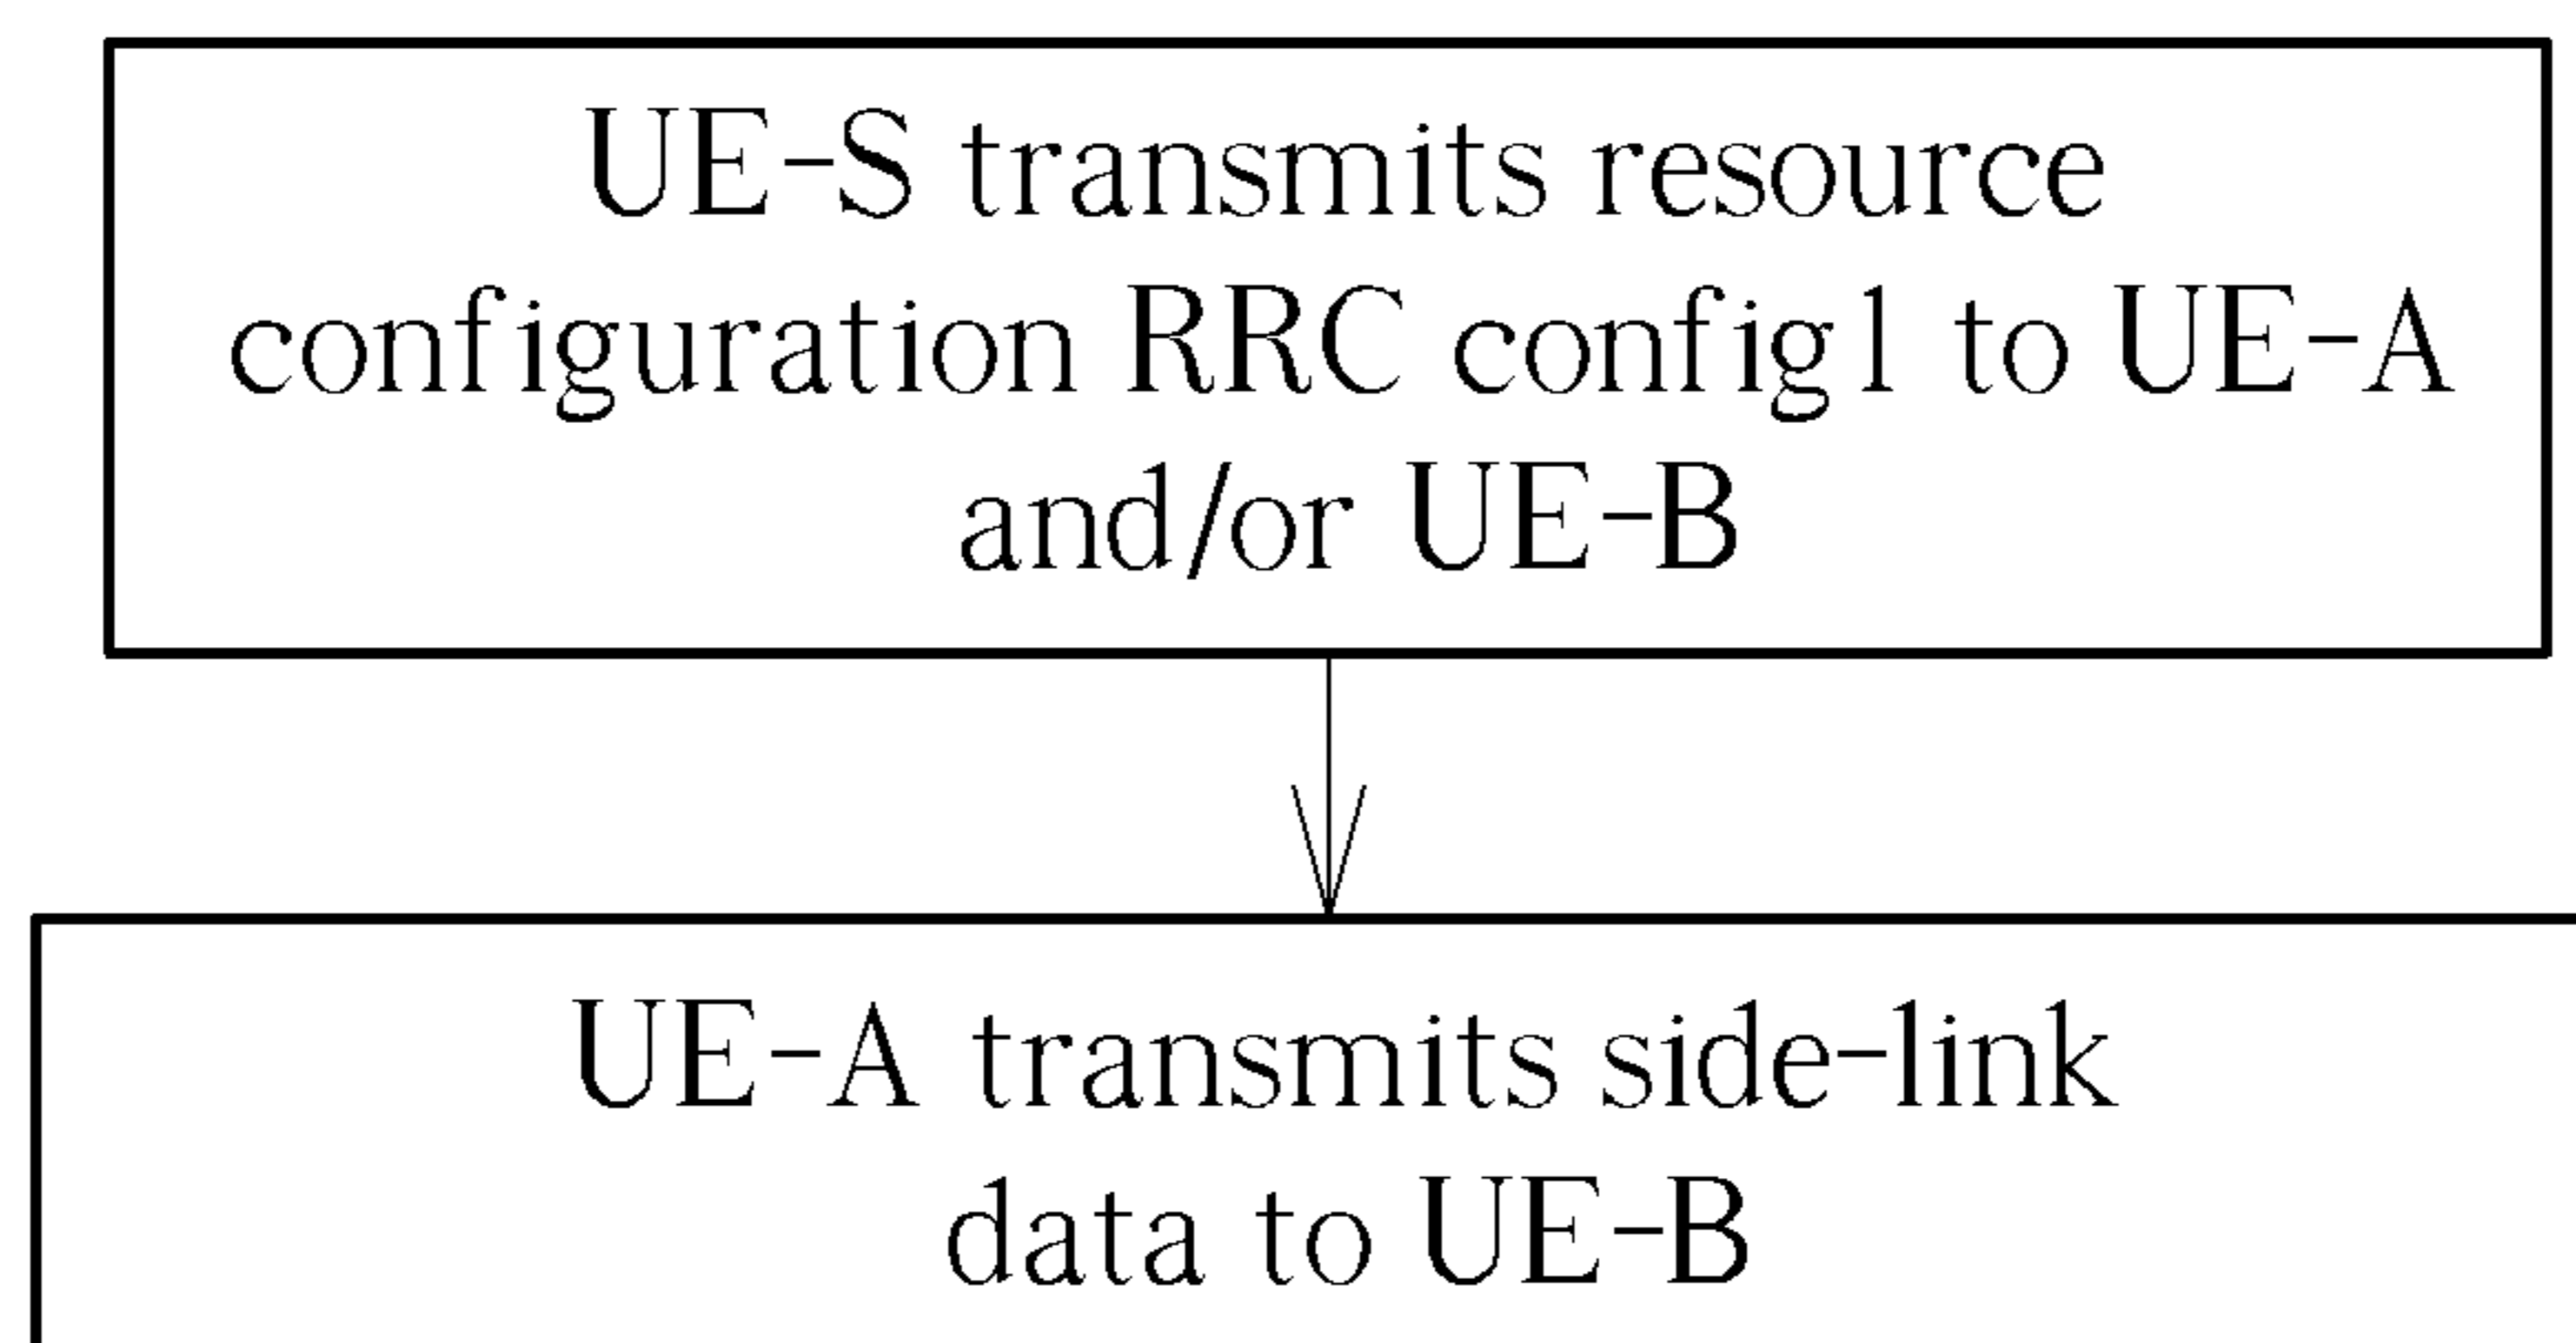 UE-S transmits resource
configuration RRC config1 to UE-A
and/or UE-B
UE-A transmits side-link
data to UE-B